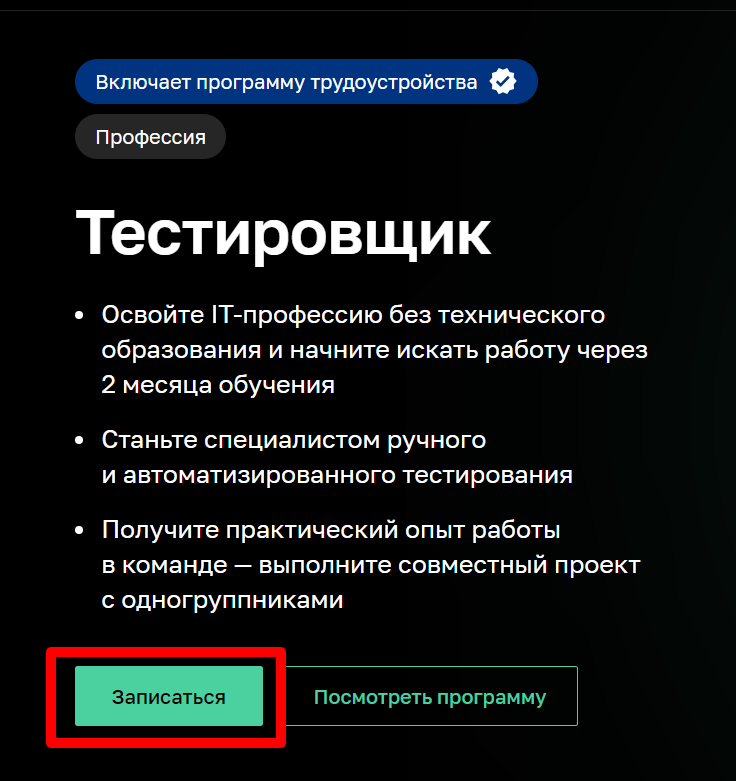 Включает программу трудоустройства
Профессия
Тестировщик
• Освойте IT-профессию без технического
образования и начните искать работу через
2 месяца обучения
• Станьте специалистом ручного
и автоматизированного тестирования
• Получите практический опыт работы
в команде — выполните совместный проект
с одногруппниками
Записаться
Посмотреть программу